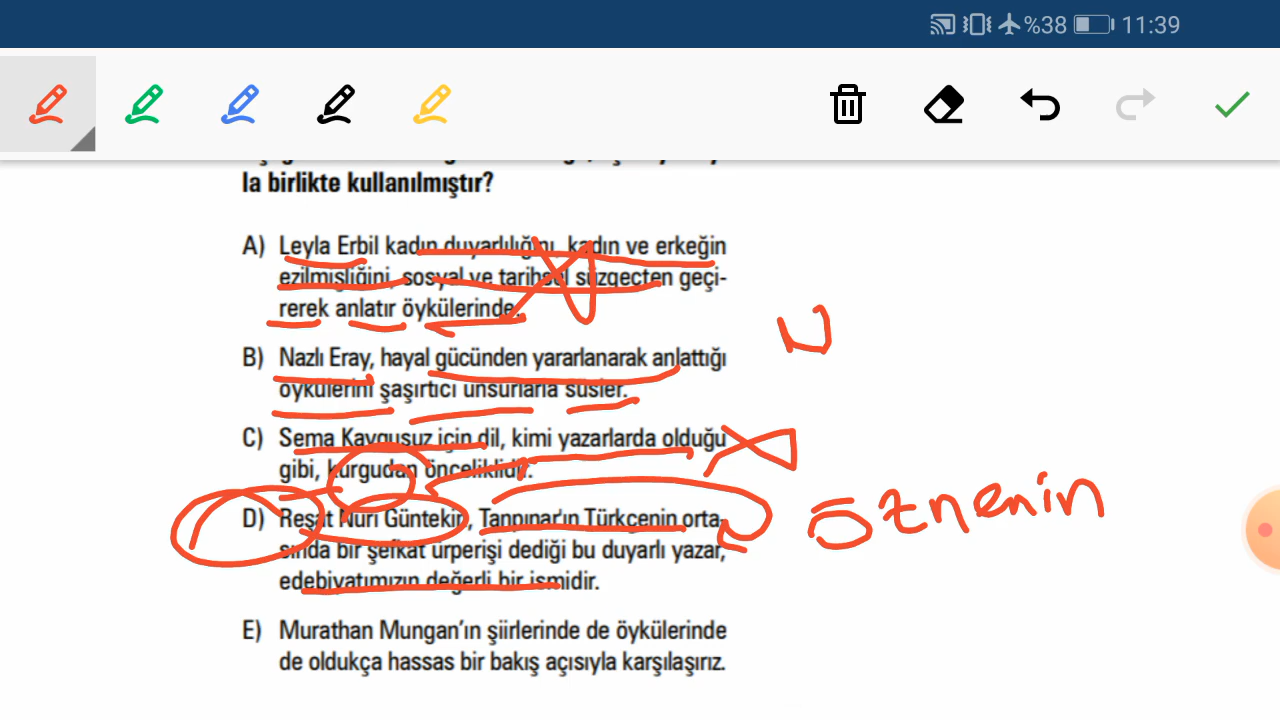 %38 11:39
la birlikte kullanılmıştır?
A) Leyla Erbil kadın duyarlılığını, kadın ve erkeğin
ezilmişliğini, sosyal ve tarihsel süzgeçten geçi-
rerek anlatır öykülerinde.
B) Nazlı Eray, hayal gücünden yararlanarak anlattığı
öykülerini şaşırtıcı unsurlarla süsler.
C) Sema Kaygusuz için dil, kimi yazarlarda olduğu
gibi, kurgudan önceliklidir.
D) Reşat Nuri Güntekin, Tanpınar'ın Türkçenin orta-
sında bir şefkat ürperişi dediği bu duyarlı yazar,
edebiyatımızın değerli bir ismidir.
öznenin
E) Murathan Mungan'ın şiirlerinde de öykülerinde
de oldukça hassas bir bakış açısıyla karşılaşırız.